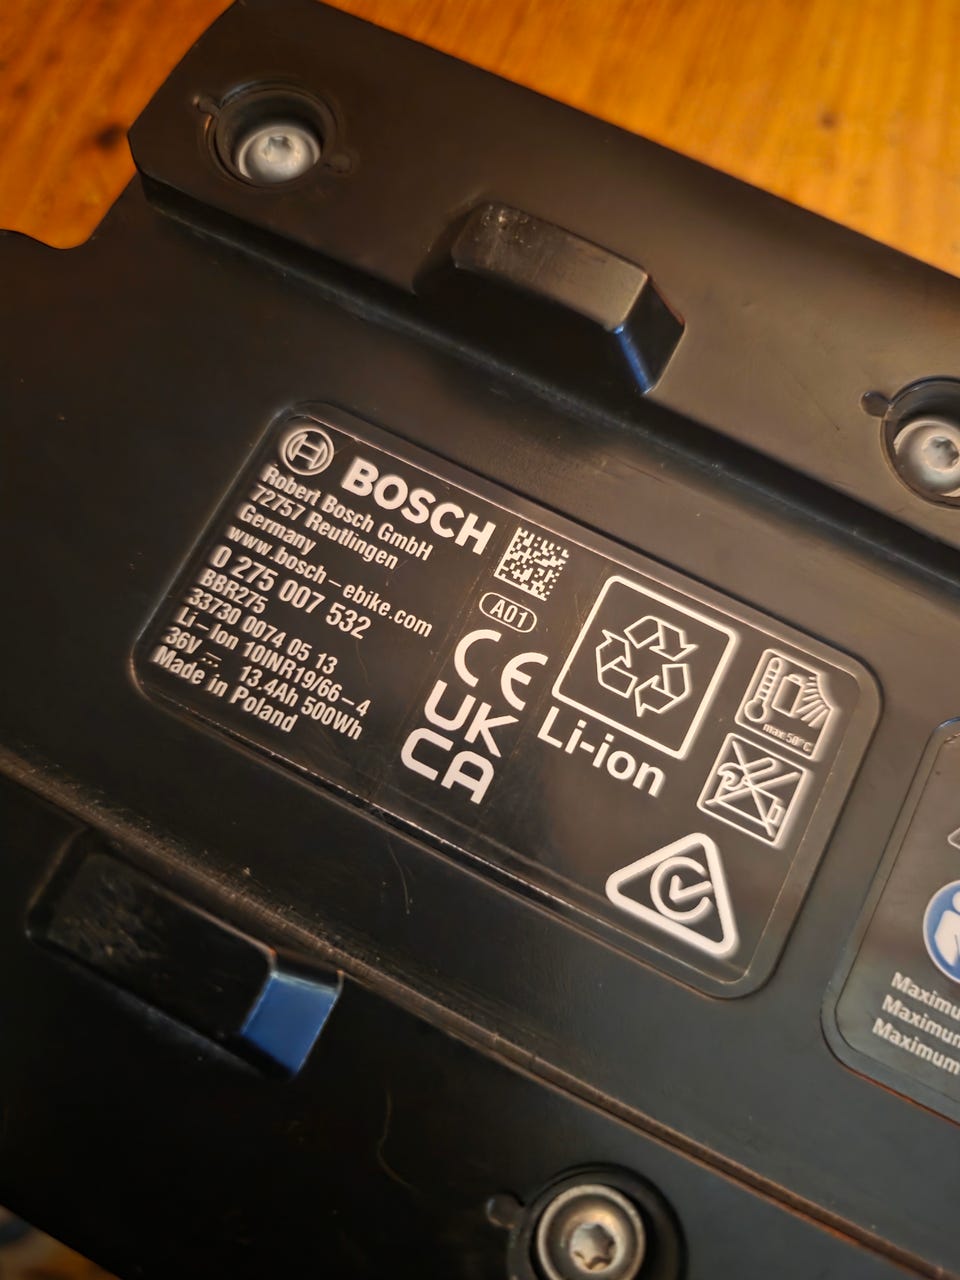 BOSCH
Robert Bosch GmbH
72757 Reutlingen
Germany
www.bosch-ebike.com
0 275 007 532
BBR275
33730 0074 05 13
Li-Ion 10INR19/66-4
36V ⎓ 13.4Ah 500Wh
Made in Poland
A01
CE
UK
CA
Li-ion
max 50°C
Maximu
Maximu
Maximum